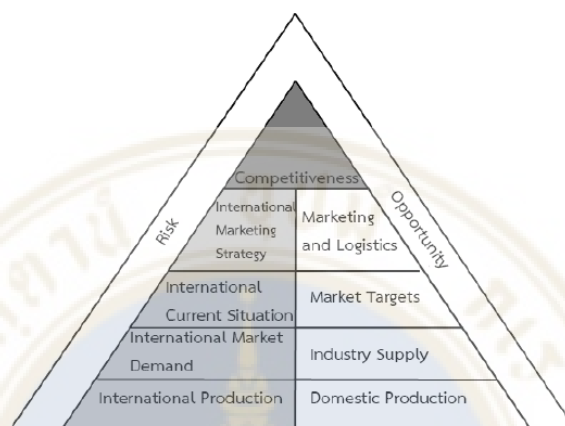 Competitiveness
Risk
Opportunity
International
Marketing
Strategy
Marketing
and Logistics
International
Current Situation
Market Targets
International Market
Demand
Industry Supply
International Production
Domestic Production